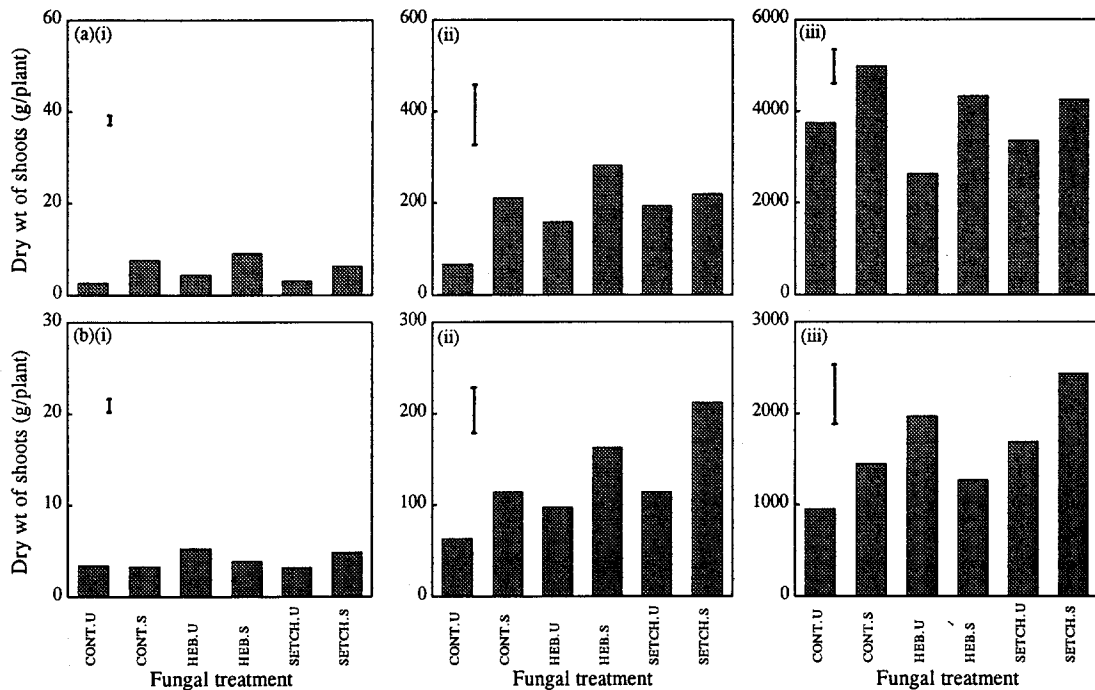 Dry wt of shoots (g/plant)
(a)(i)
60
40
20
0
(ii)
600
400
200
0
(iii)
6000
4000
2000
0
Dry wt of shoots (g/plant)
(b)(i)
30
20
10
0
(ii)
300
200
100
0
(iii)
3000
2000
1000
0
CONT.U
CONT.S
HEB.U
HEB.S
SETCH.U
SETCH.S
Fungal treatment
CONT.U
CONT.S
HEB.U
HEB.S
SETCH.U
SETCH.S
Fungal treatment
CONT.U
CONT.S
HEB.U
HEB.S
SETCH.U
SETCH.S
Fungal treatment